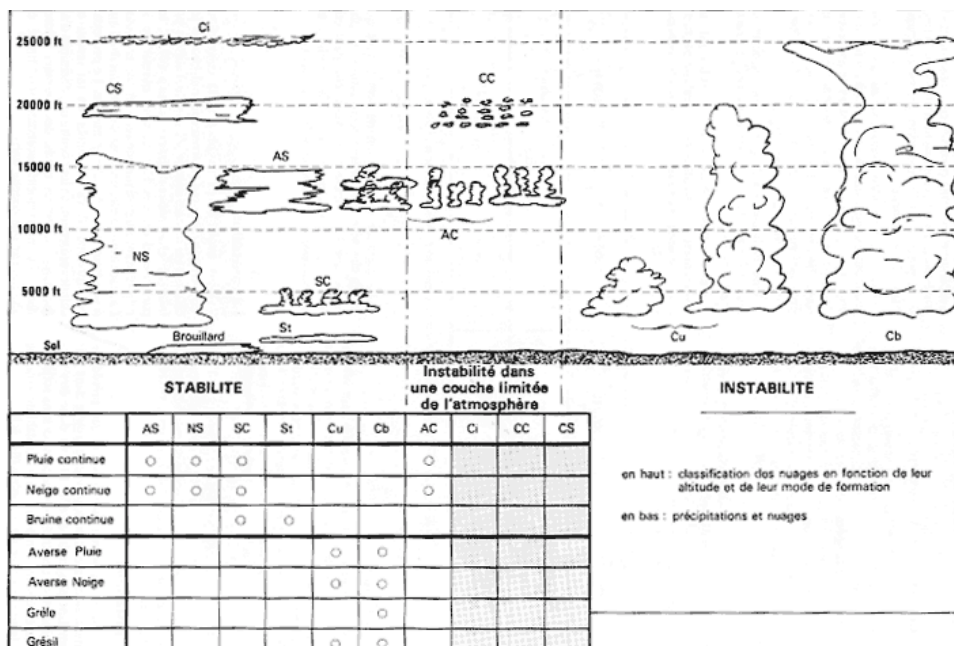 25000 ft
Ci
20000 ft
CS
CC
15000 ft
AS
10000 ft
AC
NS
5000 ft
SC
St
Brouillard
Cu
Cb
Sol
STABILITE
Instabilité dans
une couche limitée
de l'atmosphère
INSTABILITE
AS NS SC St Cu Cb AC Ci CC CS
Pluie continue ○ ○ ○ ○
Neige continue ○ ○ ○ ○
Bruine continue ○ ○
Averse Pluie ○ ○
Averse Neige ○ ○
Grêle ○
Grésil ○ ○
en haut : classification des nuages en fonction de leur
altitude et de leur mode de formation
en bas : précipitations et nuages